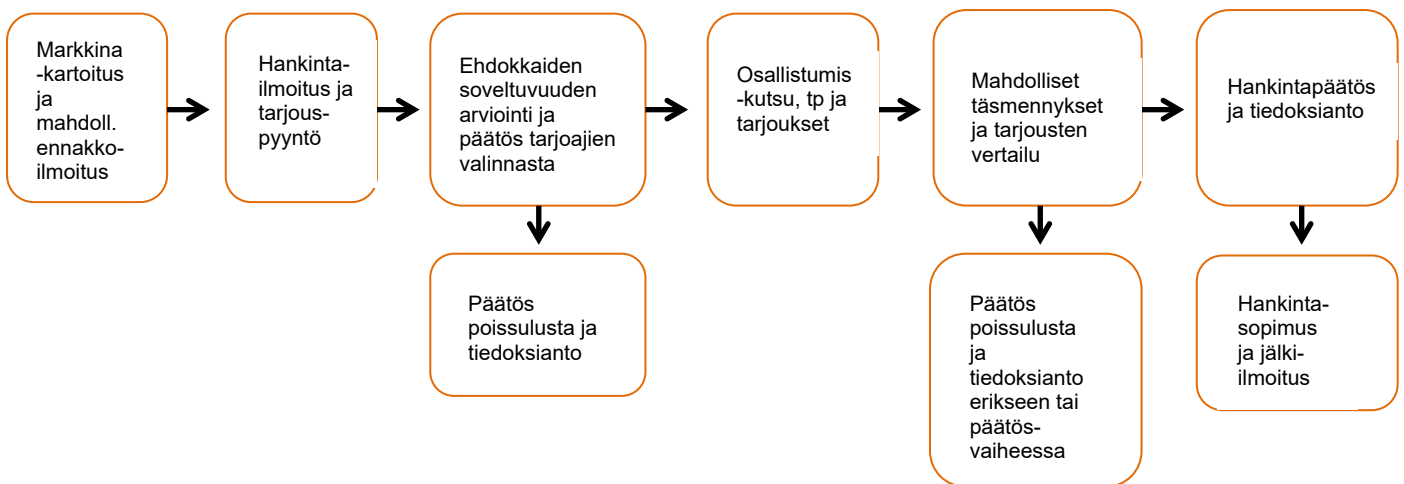 Markkina
-kartoitus
ja
mahdoll.
ennakko-
ilmoitus
Hankinta-
ilmoitus ja
tarjous-
pyyntö
Ehdokkaiden
soveltuvuuden
arviointi ja
päätös tarjoajien
valinnasta
Osallistumis
-kutsu, tp ja
tarjoukset
Mahdolliset
täsmennykset
ja tarjousten
vertailu
Hankintapäätös
ja tiedoksianto
Päätös
poissulusta ja
tiedoksianto
Päätös
poissulusta
ja
tiedoksianto
erikseen tai
päätös-
vaiheessa
Hankinta-
sopimus
ja jälki-
ilmoitus